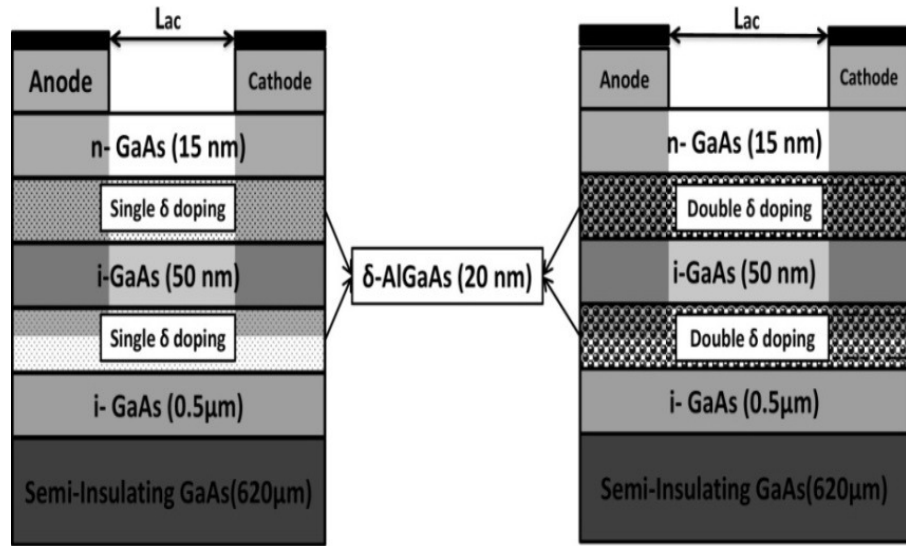 Lac
Anode
Cathode
n- GaAs (15 nm)
Single δ doping
i-GaAs (50 nm)
Single δ doping
i- GaAs (0.5µm)
Semi-Insulating GaAs(620µm)
δ-AlGaAs (20 nm)
Lac
Anode
Cathode
n- GaAs (15 nm)
Double δ doping
i-GaAs (50 nm)
Double δ doping
i- GaAs (0.5µm)
Semi-Insulating GaAs(620µm)